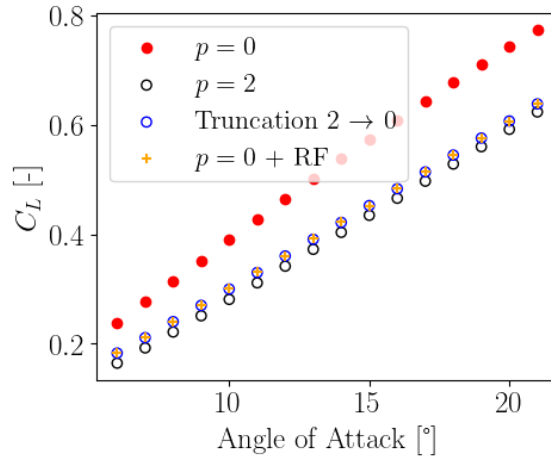 0.8
p = 0
p = 2
Truncation 2 → 0
p = 0 + RF
0.6
0.4
0.2
C_L [-]
10 15 20
Angle of Attack [°]